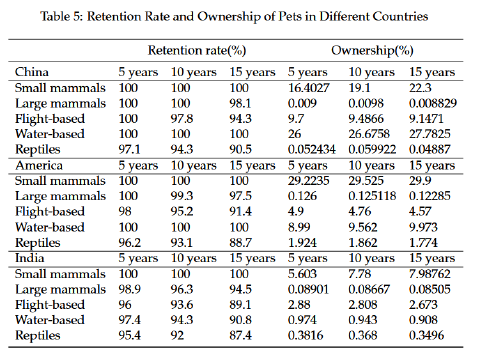 Table 5: Retention Rate and Ownership of Pets in Different Countries
Retention rate(%) Ownership(%)
China 5 years 10 years 15 years 5 years 10 years 15 years
Small mammals 100 100 100 16.4027 19.1 22.3
Large mammals 100 100 98.1 0.009 0.0098 0.008829
Flight-based 100 97.8 94.3 9.7 9.4866 9.1471
Water-based 100 100 100 26 26.6758 27.7825
Reptiles 97.1 94.3 90.5 0.052434 0.059922 0.04887
America 5 years 10 years 15 years 5 years 10 years 15 years
Small mammals 100 100 100 29.2235 29.525 29.9
Large mammals 100 99.3 97.5 0.126 0.125118 0.12285
Flight-based 98 95.2 91.4 4.9 4.76 4.57
Water-based 100 100 100 8.99 9.562 9.973
Reptiles 96.2 93.1 88.7 1.924 1.862 1.774
India 5 years 10 years 15 years 5 years 10 years 15 years
Small mammals 100 100 100 5.603 7.78 7.98762
Large mammals 98.9 96.3 94.5 0.08901 0.08667 0.08505
Flight-based 96 93.6 89.1 2.88 2.808 2.673
Water-based 97.4 94.3 90.8 0.974 0.943 0.908
Reptiles 95.4 92 87.4 0.3816 0.368 0.3496